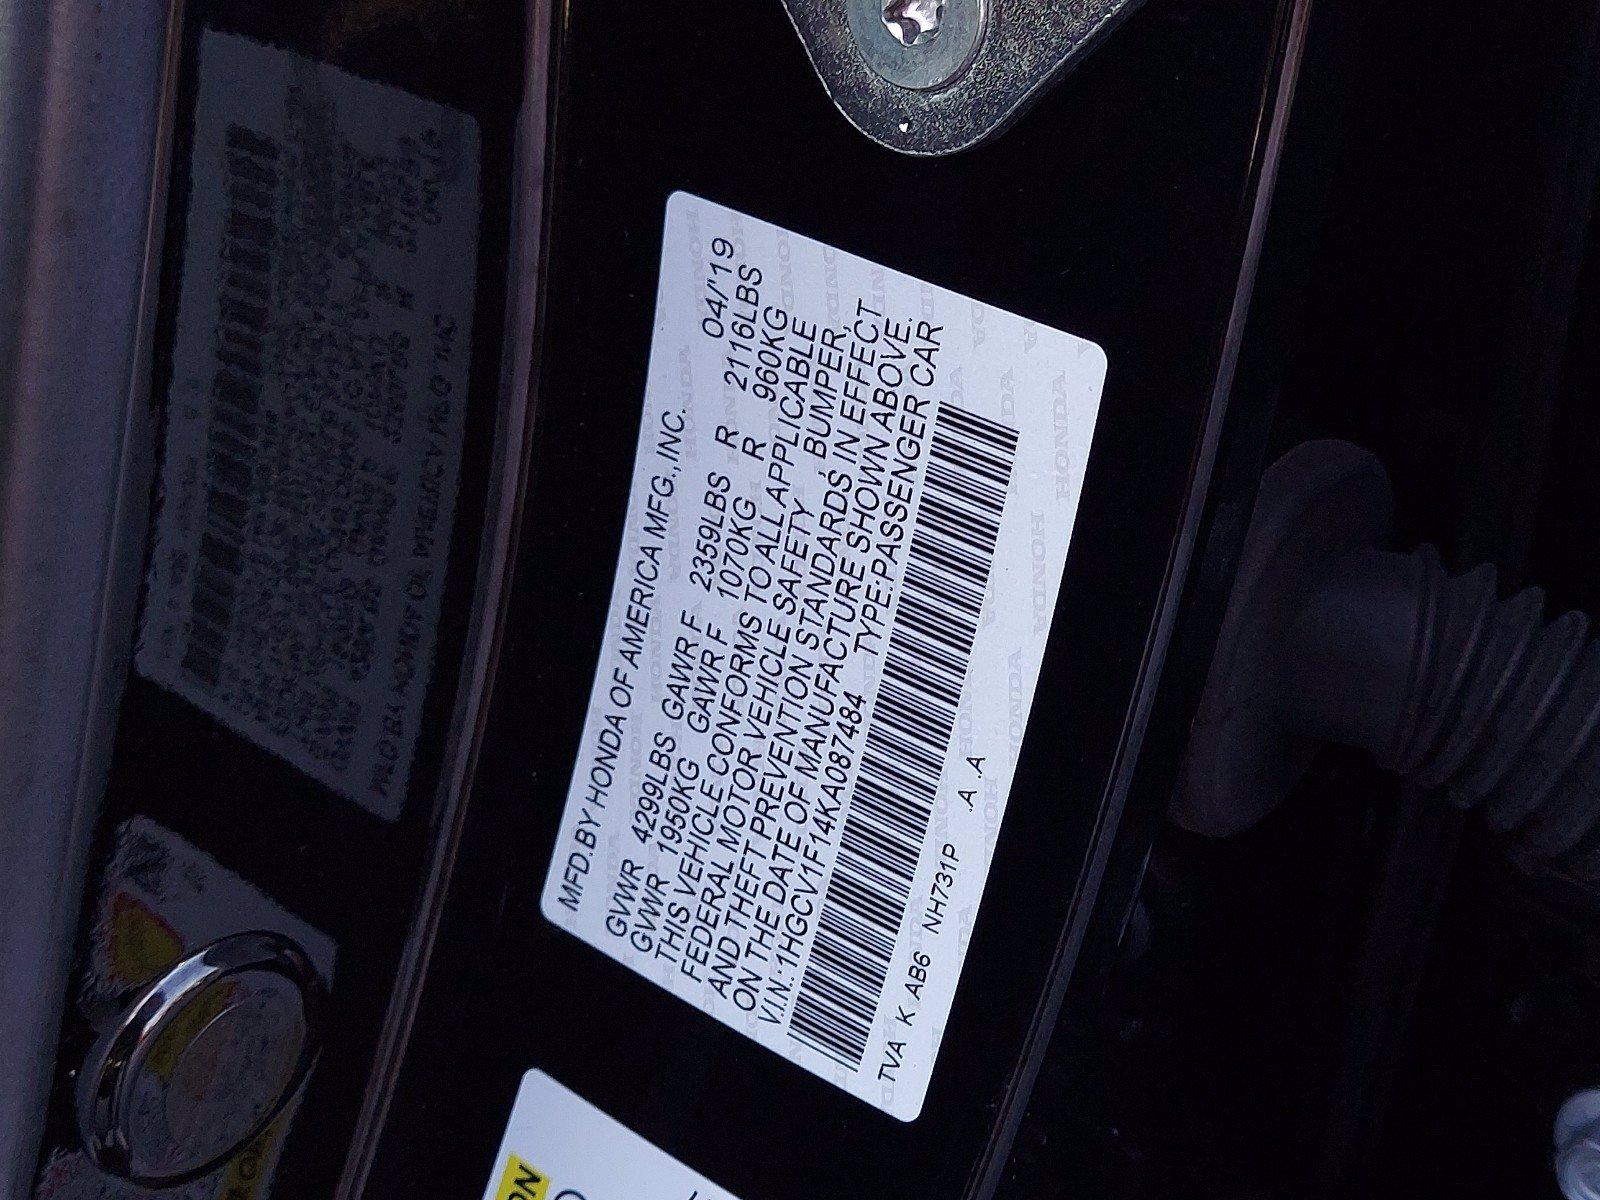 MFD.BY HONDA OF AMERICA MFG.,INC. 04/'19
GVWR 4299LBS GAWR F 2359LBS R 2116LBS
GVWR 1950KG GAWR F 1070KG R 960KG
THIS VEHICLE CONFORMS TO ALL APPLICABLE
FEDERAL MOTOR VEHICLE SAFETY, BUMPER,
AND THEFT PREVENTION STANDARDS IN EFFECT
ON THE DATE OF MANUFACTURE SHOWN ABOVE.
V.I.N.:1HGCV1F14KA087484 TYPE:PASSENGER CAR
TVA K AB6 NH731P .A .A